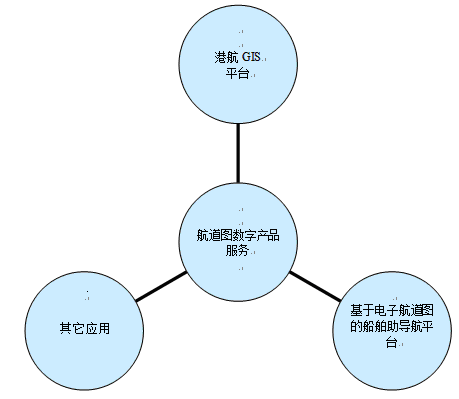 港航 GIS
平台
航道图数字产品
服务
其它应用
基于电子航道图
的船舶助导航平
台